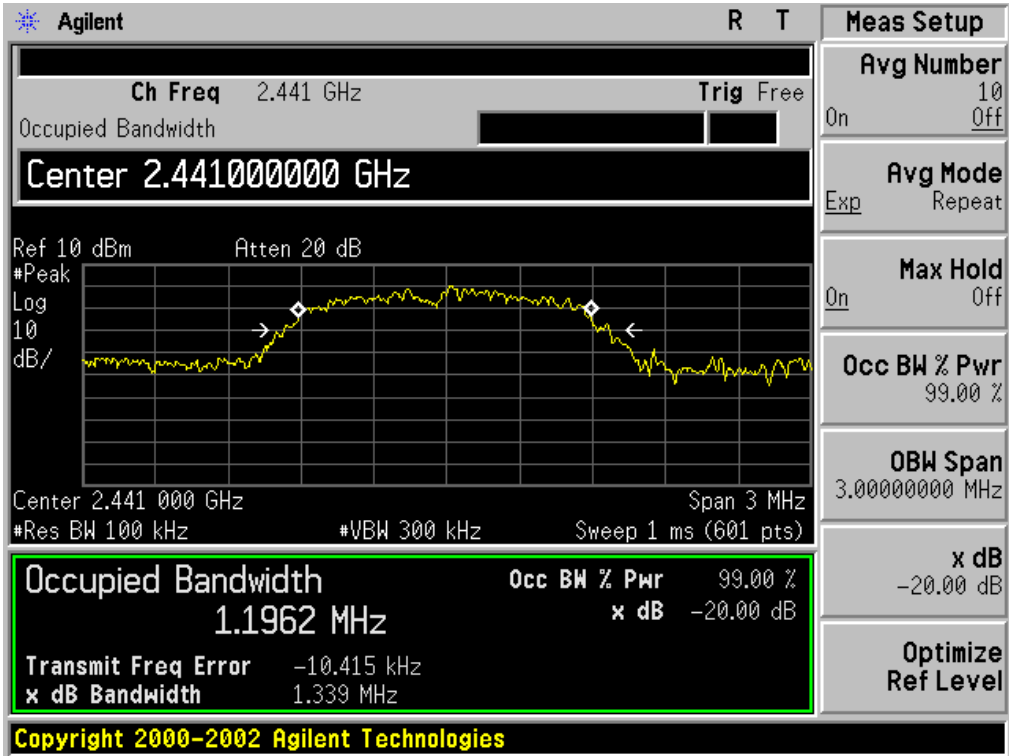 Agilent R T
Meas Setup
Ch Freq 2.441 GHz Trig Free
Occupied Bandwidth
Center 2.441000000 GHz
Ref 10 dBm Atten 20 dB
#Peak
Log
10
dB/
Center 2.441 000 GHz Span 3 MHz
#Res BW 100 kHz #VBW 300 kHz Sweep 1 ms (601 pts)
Occupied Bandwidth Occ BW % Pwr 99.00 %
1.1962 MHz x dB -20.00 dB
Transmit Freq Error -10.415 kHz
x dB Bandwidth 1.339 MHz
Avg Number
10
On Off
Avg Mode
Exp Repeat
Max Hold
On Off
Occ BW % Pwr
99.00 %
OBW Span
3.00000000 MHz
x dB
-20.00 dB
Optimize
Ref Level
Copyright 2000-2002 Agilent Technologies